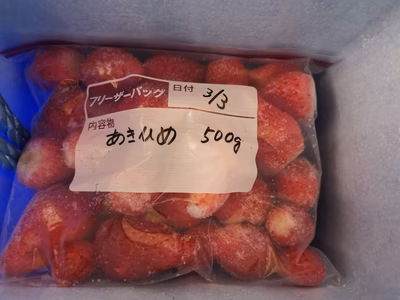 フリーザーバッグ 日付 3/3
内容物
あきひめ 500g